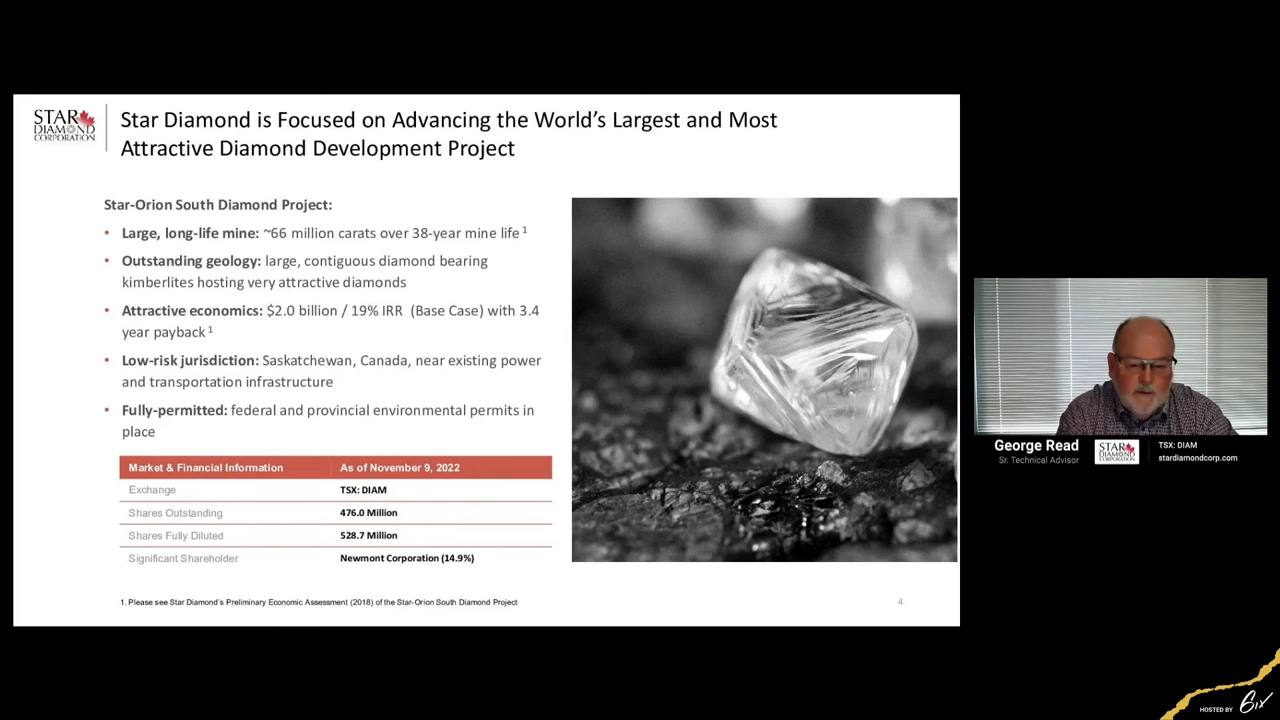 STAR
DIAMOND
CORPORATION
Star Diamond is Focused on Advancing the World's Largest and Most
Attractive Diamond Development Project
Star-Orion South Diamond Project:
• Large, long-life mine: ~66 million carats over 38-year mine life 1
• Outstanding geology: large, contiguous diamond bearing
kimberlites hosting very attractive diamonds
• Attractive economics: $2.0 billion / 19% IRR (Base Case) with 3.4
year payback 1
• Low-risk jurisdiction: Saskatchewan, Canada, near existing power
and transportation infrastructure
• Fully-permitted: federal and provincial environmental permits in
place
Market & Financial Information As of November 9, 2022
Exchange TSX: DIAM
Shares Outstanding 476.0 Million
Shares Fully Diluted 528.7 Million
Significant Shareholder Newmont Corporation (14.9%)
1. Please see Star Diamond's Preliminary Economic Assessment (2018) of the Star-Orion South Diamond Project
4
George Read
Sr. Technical Advisor
STAR
DIAMOND
CORPORATION
TSX: DIAM
stardiamondcorp.com
HOSTED BY 6ix